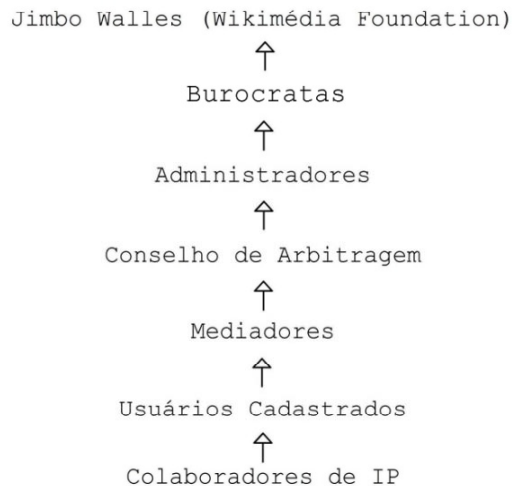 Jimbo Walles (Wikimédia Foundation)
Burocratas
Administradores
Conselho de Arbitragem
Mediadores
Usuários Cadastrados
Colaboradores de IP